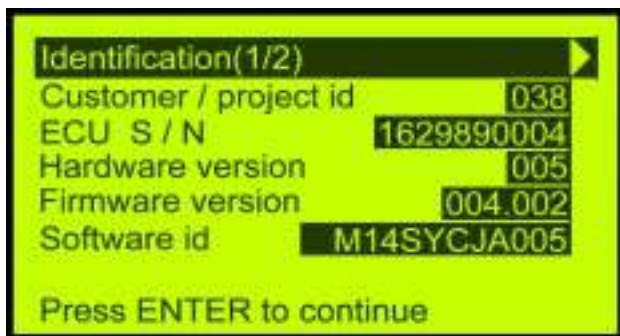 Identification(1/2)
Customer / project id 038
ECU S / N 1629890004
Hardware version 005
Firmware version 004.002
Software id M14SYCJA005
Press ENTER to continue